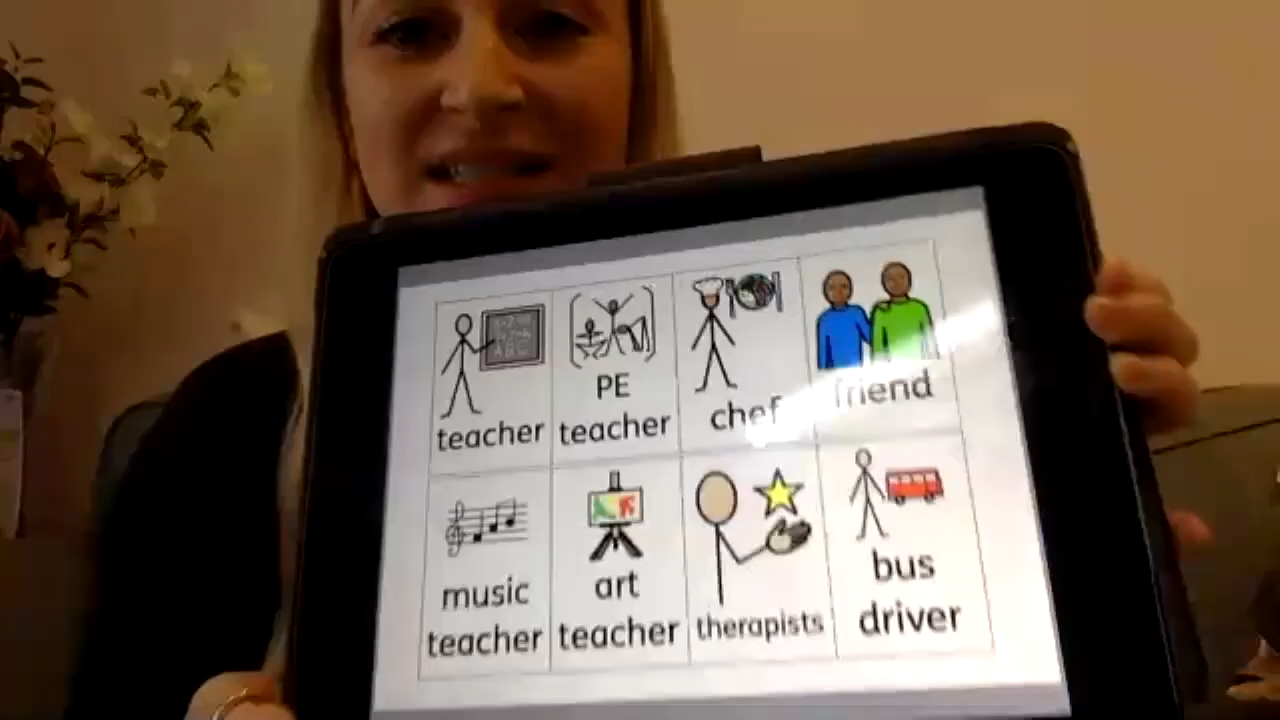 teacher
PE
teacher
chef
friend
A B C
music
teacher
art
teacher
therapists
bus
driver